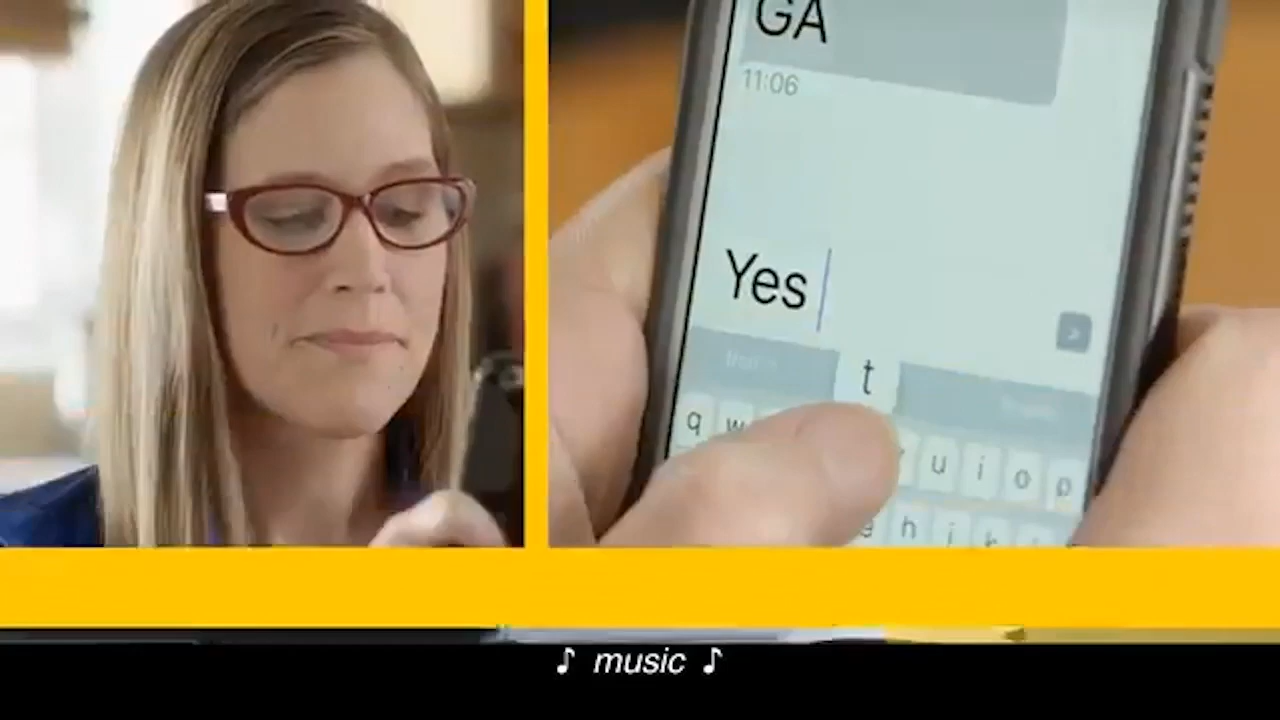 GA
11:06
Yes
t
q w u i o p
h j
♪ music ♪